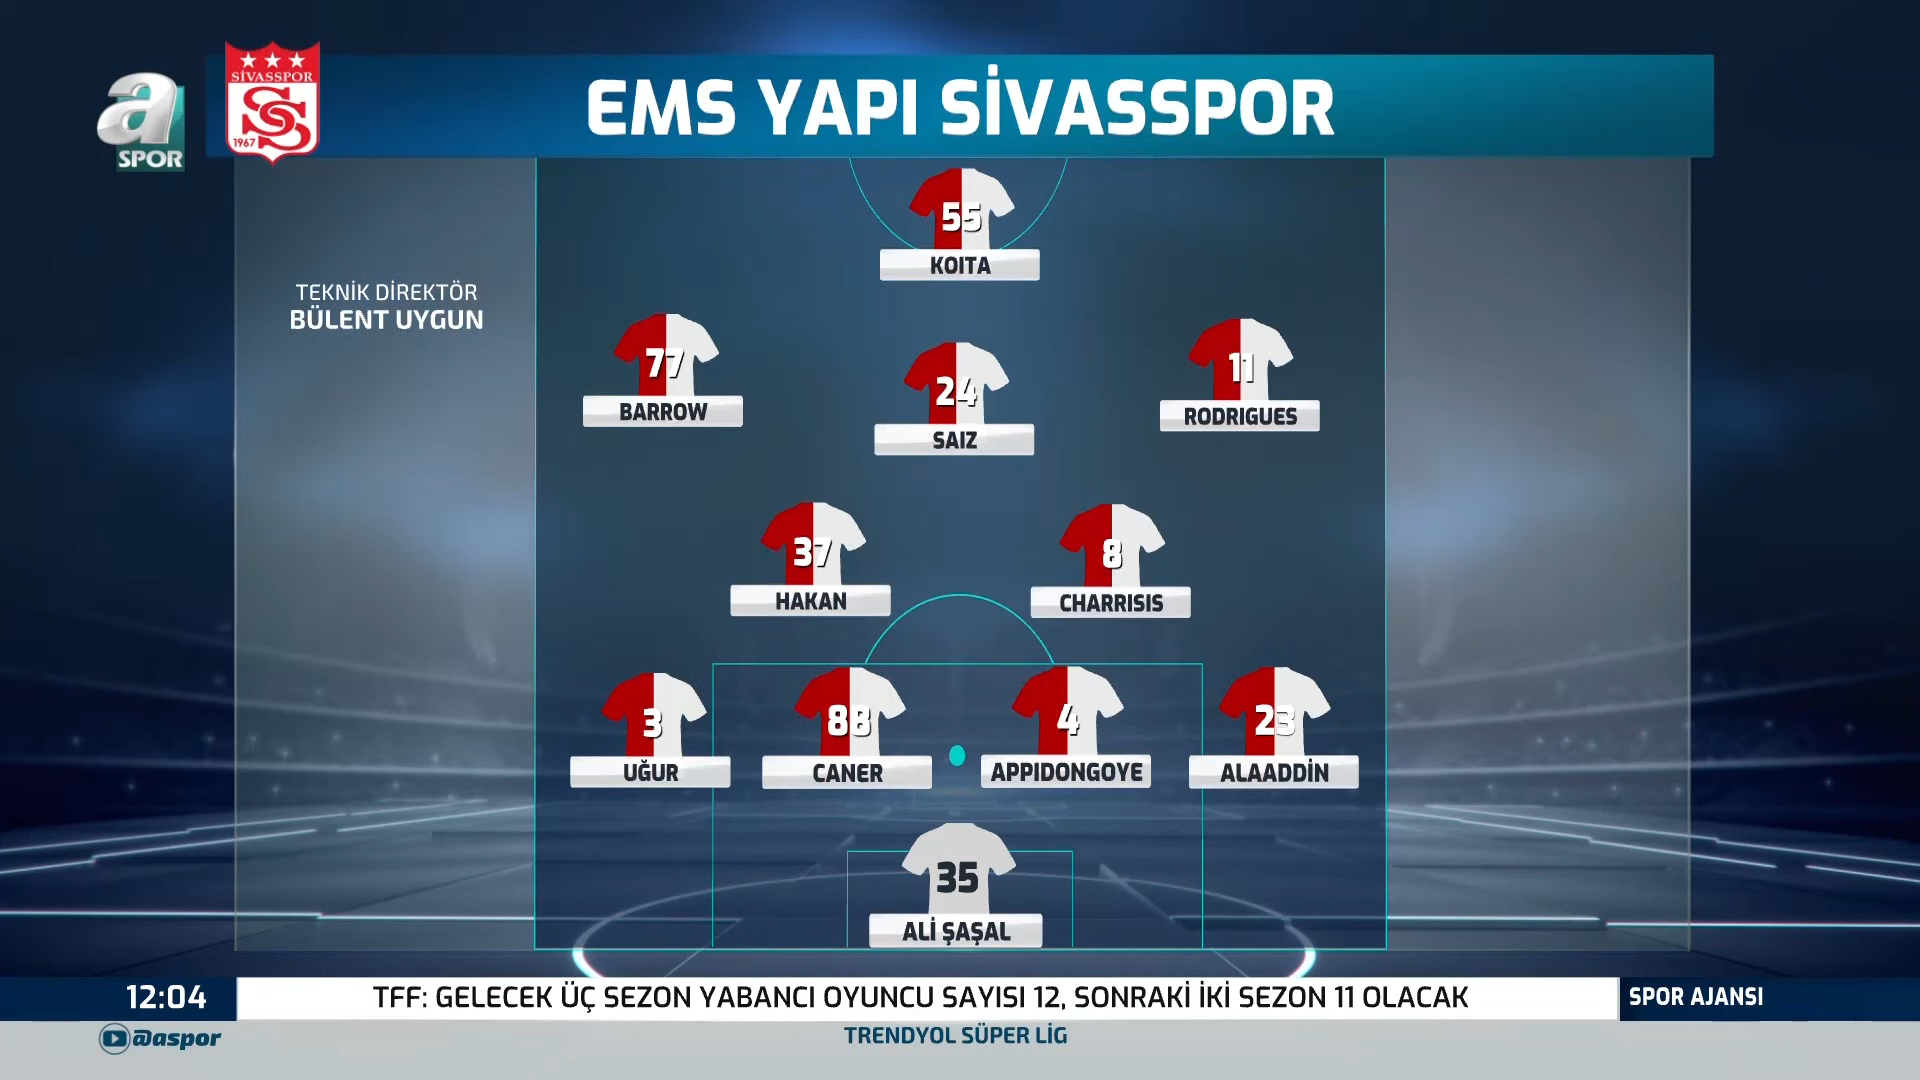 a
SPOR
SİVASSPOR
SS
1967
EMS YAPI SİVASSPOR
TEKNİK DİREKTÖR
BÜLENT UYGUN
55
KOITA
77
BARROW
24
SAIZ
11
RODRIGUES
37
HAKAN
8
CHARRISIS
3
UĞUR
88
CANER
4
APPIDONGOYE
23
ALAADDİN
35
ALİ ŞAŞAL
12:04
TFF: GELECEK ÜÇ SEZON YABANCI OYUNCU SAYISI 12, SONRAKİ İKİ SEZON 11 OLACAK
SPOR AJANSI
@aspor
TRENDYOL SÜPER LİG